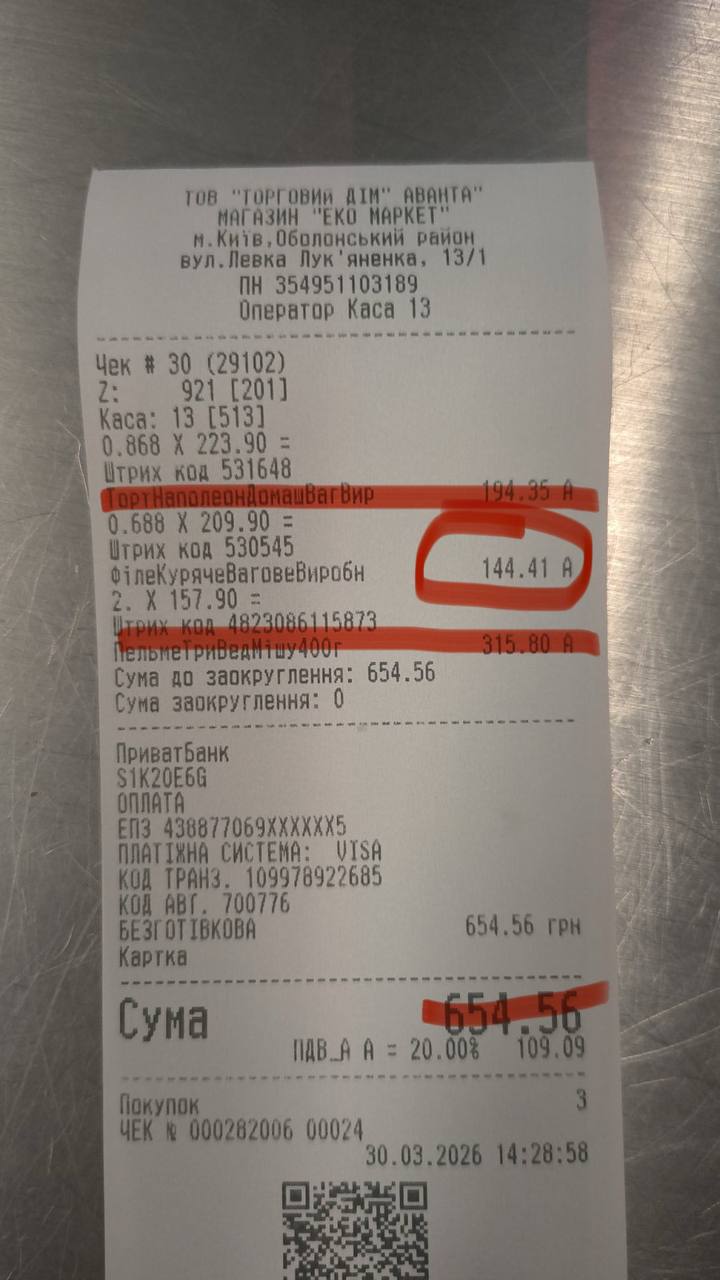 ТОВ "ТОРГОВИЙ ДІМ" АВАНТА"
МАГАЗИН "ЕКО МАРКЕТ"
м.Київ,Оболонський район
вул.Левка Лук'яненка, 13/1
ПН 354951103189
Оператор Каса 13
Чек # 30 (29102)
Z: 921 [201]
Каса: 13 [513]
0.868 X 223.90 =
Штрих код 531648
ТортНаполеонДомашВагВир 194.35 А
0.688 X 209.90 =
Штрих код 530545
ФілеКурячеВаговеВиробн 144.41 А
2. X 157.90 =
Штрих код 4823086115873
ПельмеТриВедМішу400г 315.80 А
Сума до заокруглення: 654.56
Сума заокруглення: 0
ПриватБанк
S1K20E6G
ОПЛАТА
ЕПЗ 438877069XXXXXX5
ПЛАТІЖНА СИСТЕМА: VISA
КОД ТРАНЗ. 109978922685
КОД АВТ. 700776
БЕЗГОТІВКОВА 654.56 грн
Картка
Сума 654.56
ПДВ_А А = 20.00% 109.09
Покупок 3
ЧЕК № 000282006 00024
30.03.2026 14:28:58